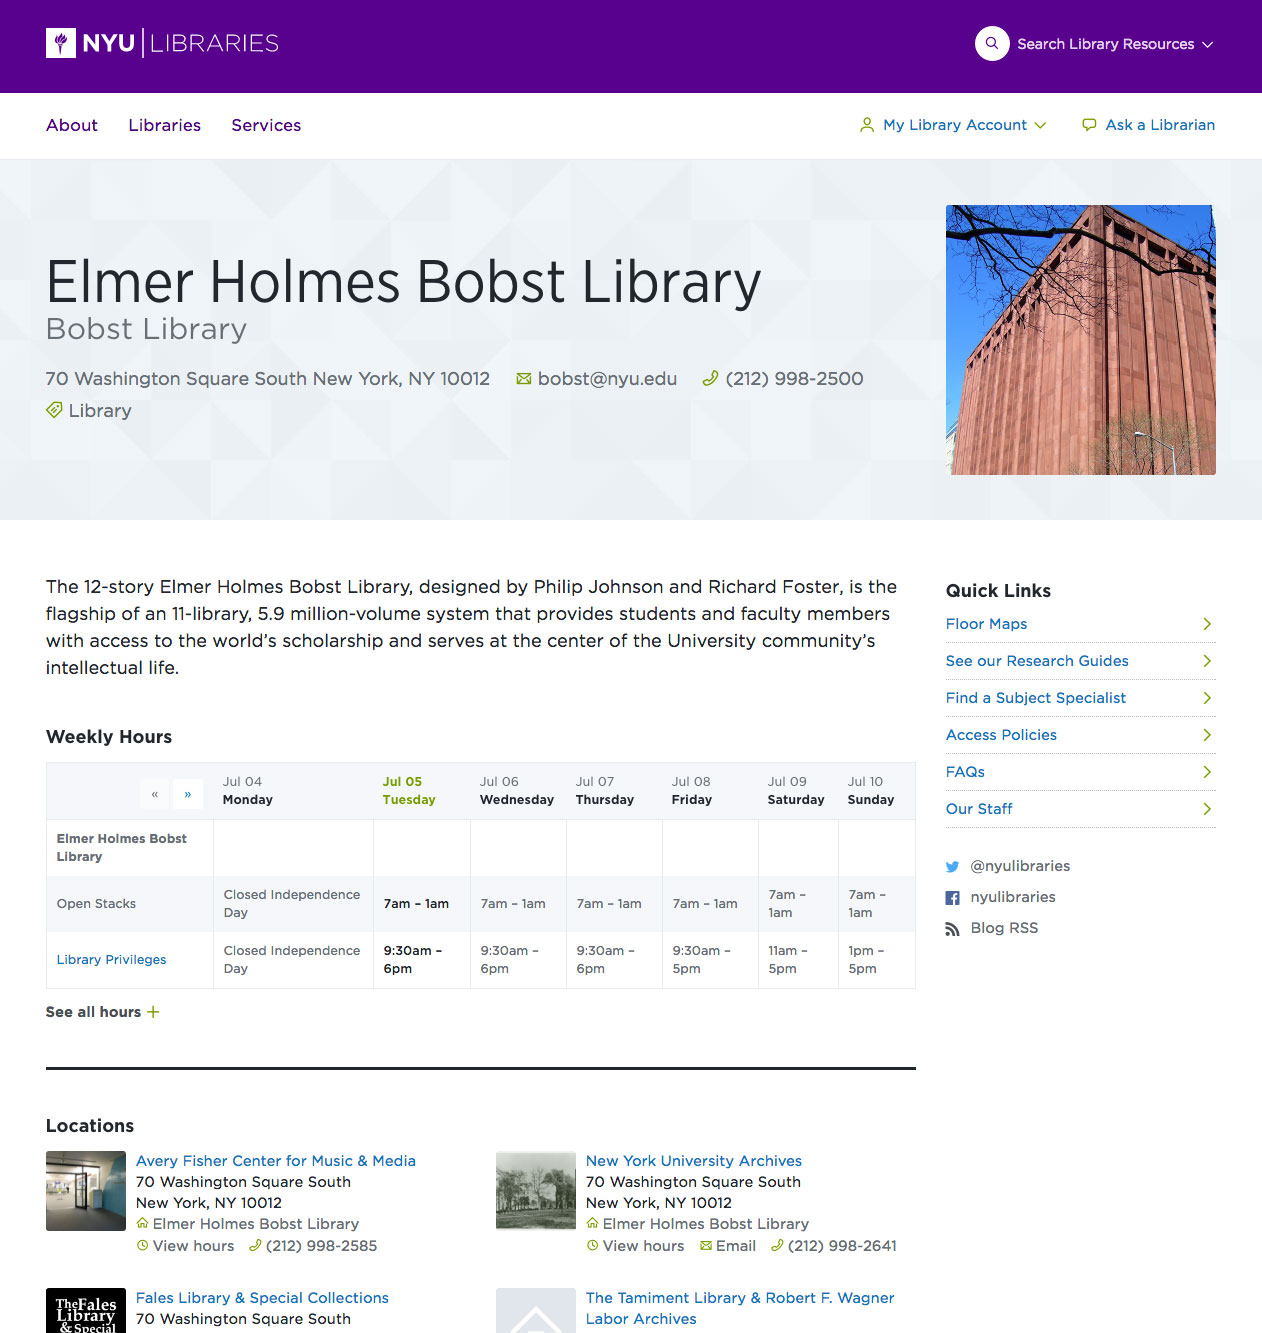 NYU LIBRARIES
Search Library Resources
About Libraries Services
My Library Account Ask a Librarian
Elmer Holmes Bobst Library
Bobst Library
70 Washington Square South New York, NY 10012 bobst@nyu.edu (212) 998-2500
Library
The 12-story Elmer Holmes Bobst Library, designed by Philip Johnson and Richard Foster, is the
flagship of an 11-library, 5.9 million-volume system that provides students and faculty members
with access to the world’s scholarship and serves at the center of the University community’s
intellectual life.
Weekly Hours
« »
Jul 04 Jul 05 Jul 06 Jul 07 Jul 08 Jul 09 Jul 10
Monday Tuesday Wednesday Thursday Friday Saturday Sunday
Elmer Holmes Bobst
Library
Open Stacks
Closed Independence
Day
7am – 1am
7am – 1am
7am – 1am
7am – 1am
7am –
1am
7am –
1am
Library Privileges
Closed Independence
Day
9:30am –
6pm
9:30am –
6pm
9:30am –
6pm
9:30am –
5pm
11am –
5pm
1pm –
5pm
See all hours +
Quick Links
Floor Maps
See our Research Guides
Find a Subject Specialist
Access Policies
FAQs
Our Staff
@nyulibraries
nyulibraries
Blog RSS
Locations
Avery Fisher Center for Music & Media
70 Washington Square South
New York, NY 10012
Elmer Holmes Bobst Library
View hours (212) 998-2585
New York University Archives
70 Washington Square South
New York, NY 10012
Elmer Holmes Bobst Library
View hours Email (212) 998-2641
The Fales
Library
& Special
Fales Library & Special Collections
70 Washington Square South
The Tamiment Library & Robert F. Wagner
Labor Archives